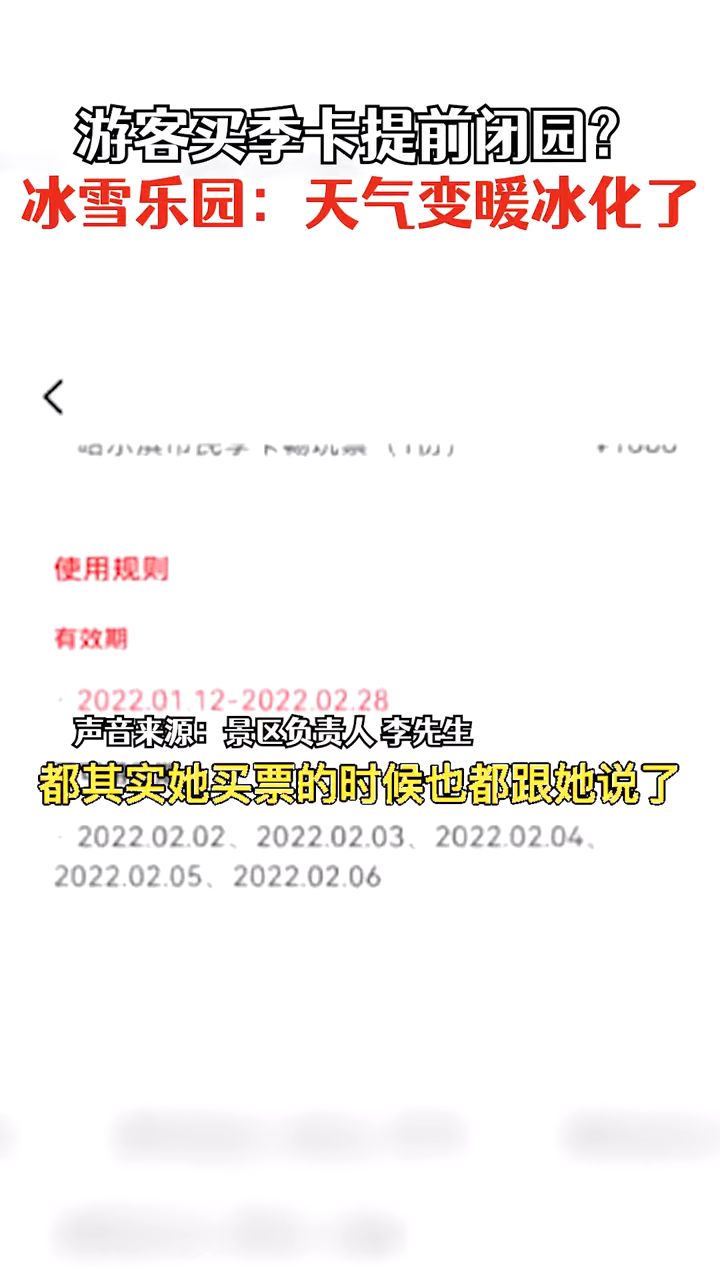 游客买季卡提前闭园?
冰雪乐园：天气变暖冰化了
使用规则
有效期
· 2022.01.12-2022.02.28
声音来源：景区负责人 李先生
都其实她买票的时候也都跟她说了
· 2022.02.02、2022.02.03、2022.02.04、
2022.02.05、2022.02.06